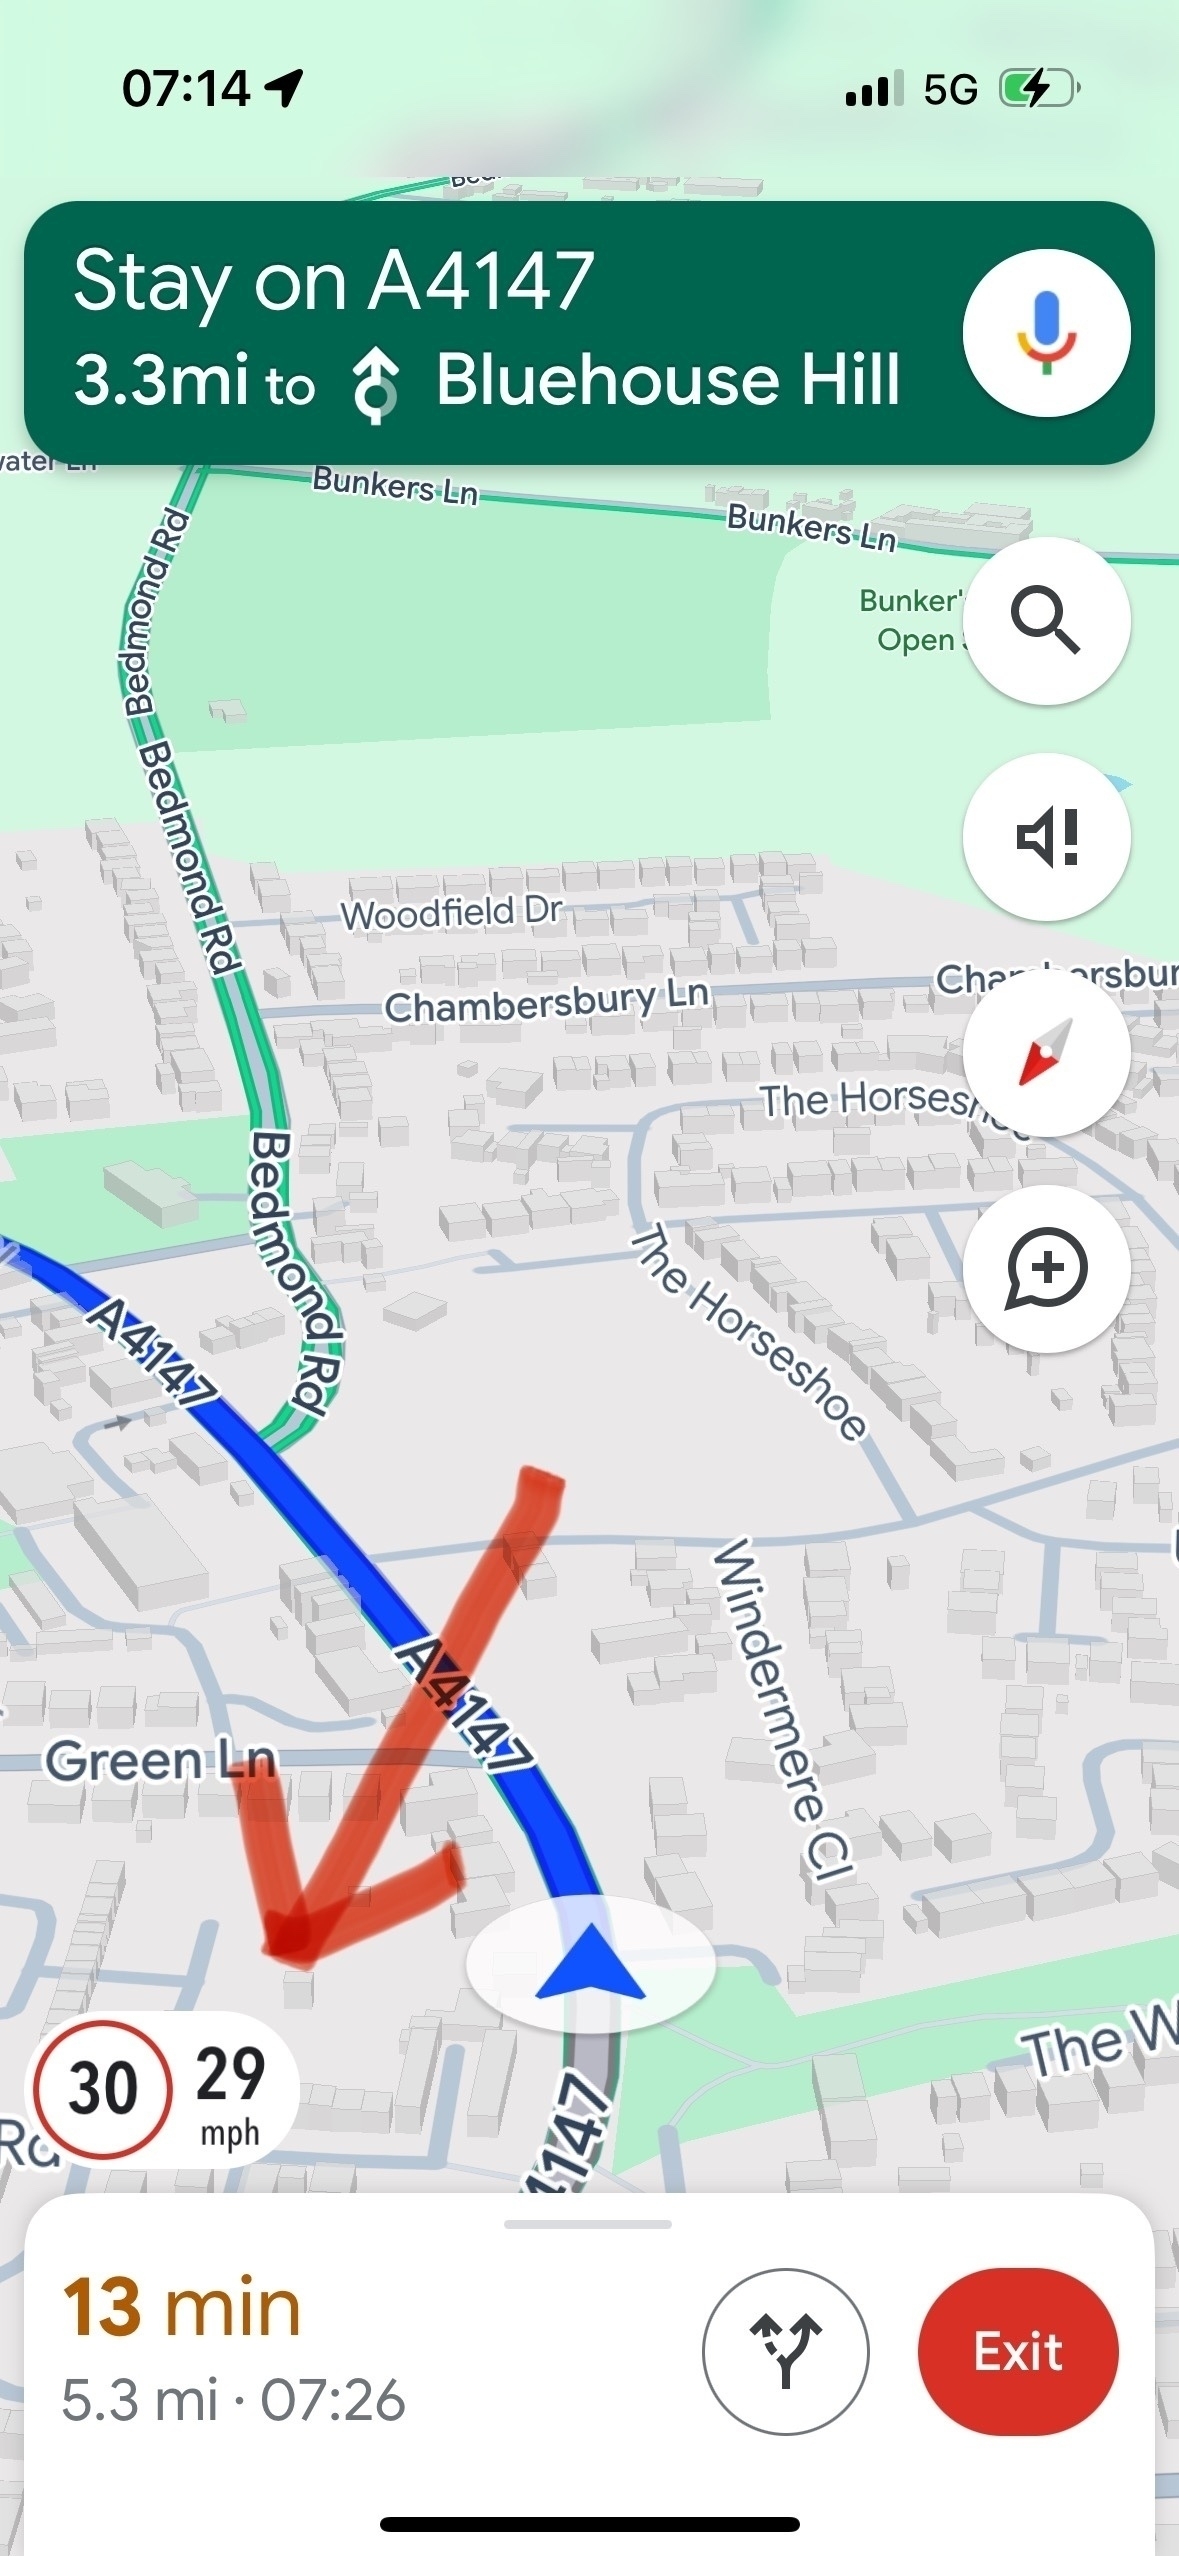 07:14
5G
Stay on A4147
3.3mi to Bluehouse Hill
Bunkers Ln
Bunkers Ln
Bedmond Rd
Bedmond Rd
Woodfield Dr
Chambersbury Ln
Bedmond Rd
The Horseshoe
The Horseshoe
A4147
A4147
Windermere Cl
Green Ln
30
29
mph
13 min
5.3 mi · 07:26
Exit